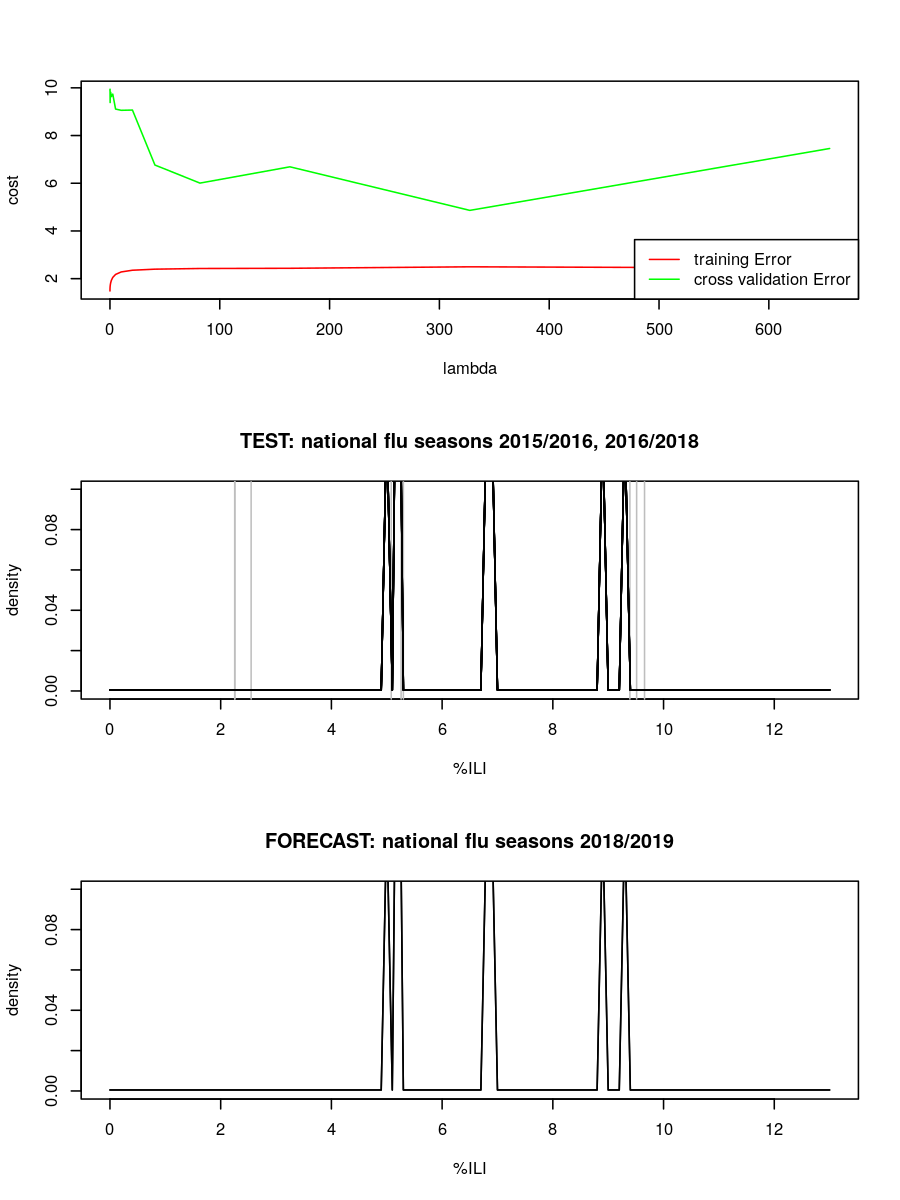 10
8
6
4
2
cost
training Error
cross validation Error
0 100 200 300 400 500 600
lambda
TEST: national flu seasons 2015/2016, 2016/2018
0.08
0.04
0.00
density
0 2 4 6 8 10 12
%ILI
FORECAST: national flu seasons 2018/2019
0.08
0.04
0.00
density
0 2 4 6 8 10 12
%ILI